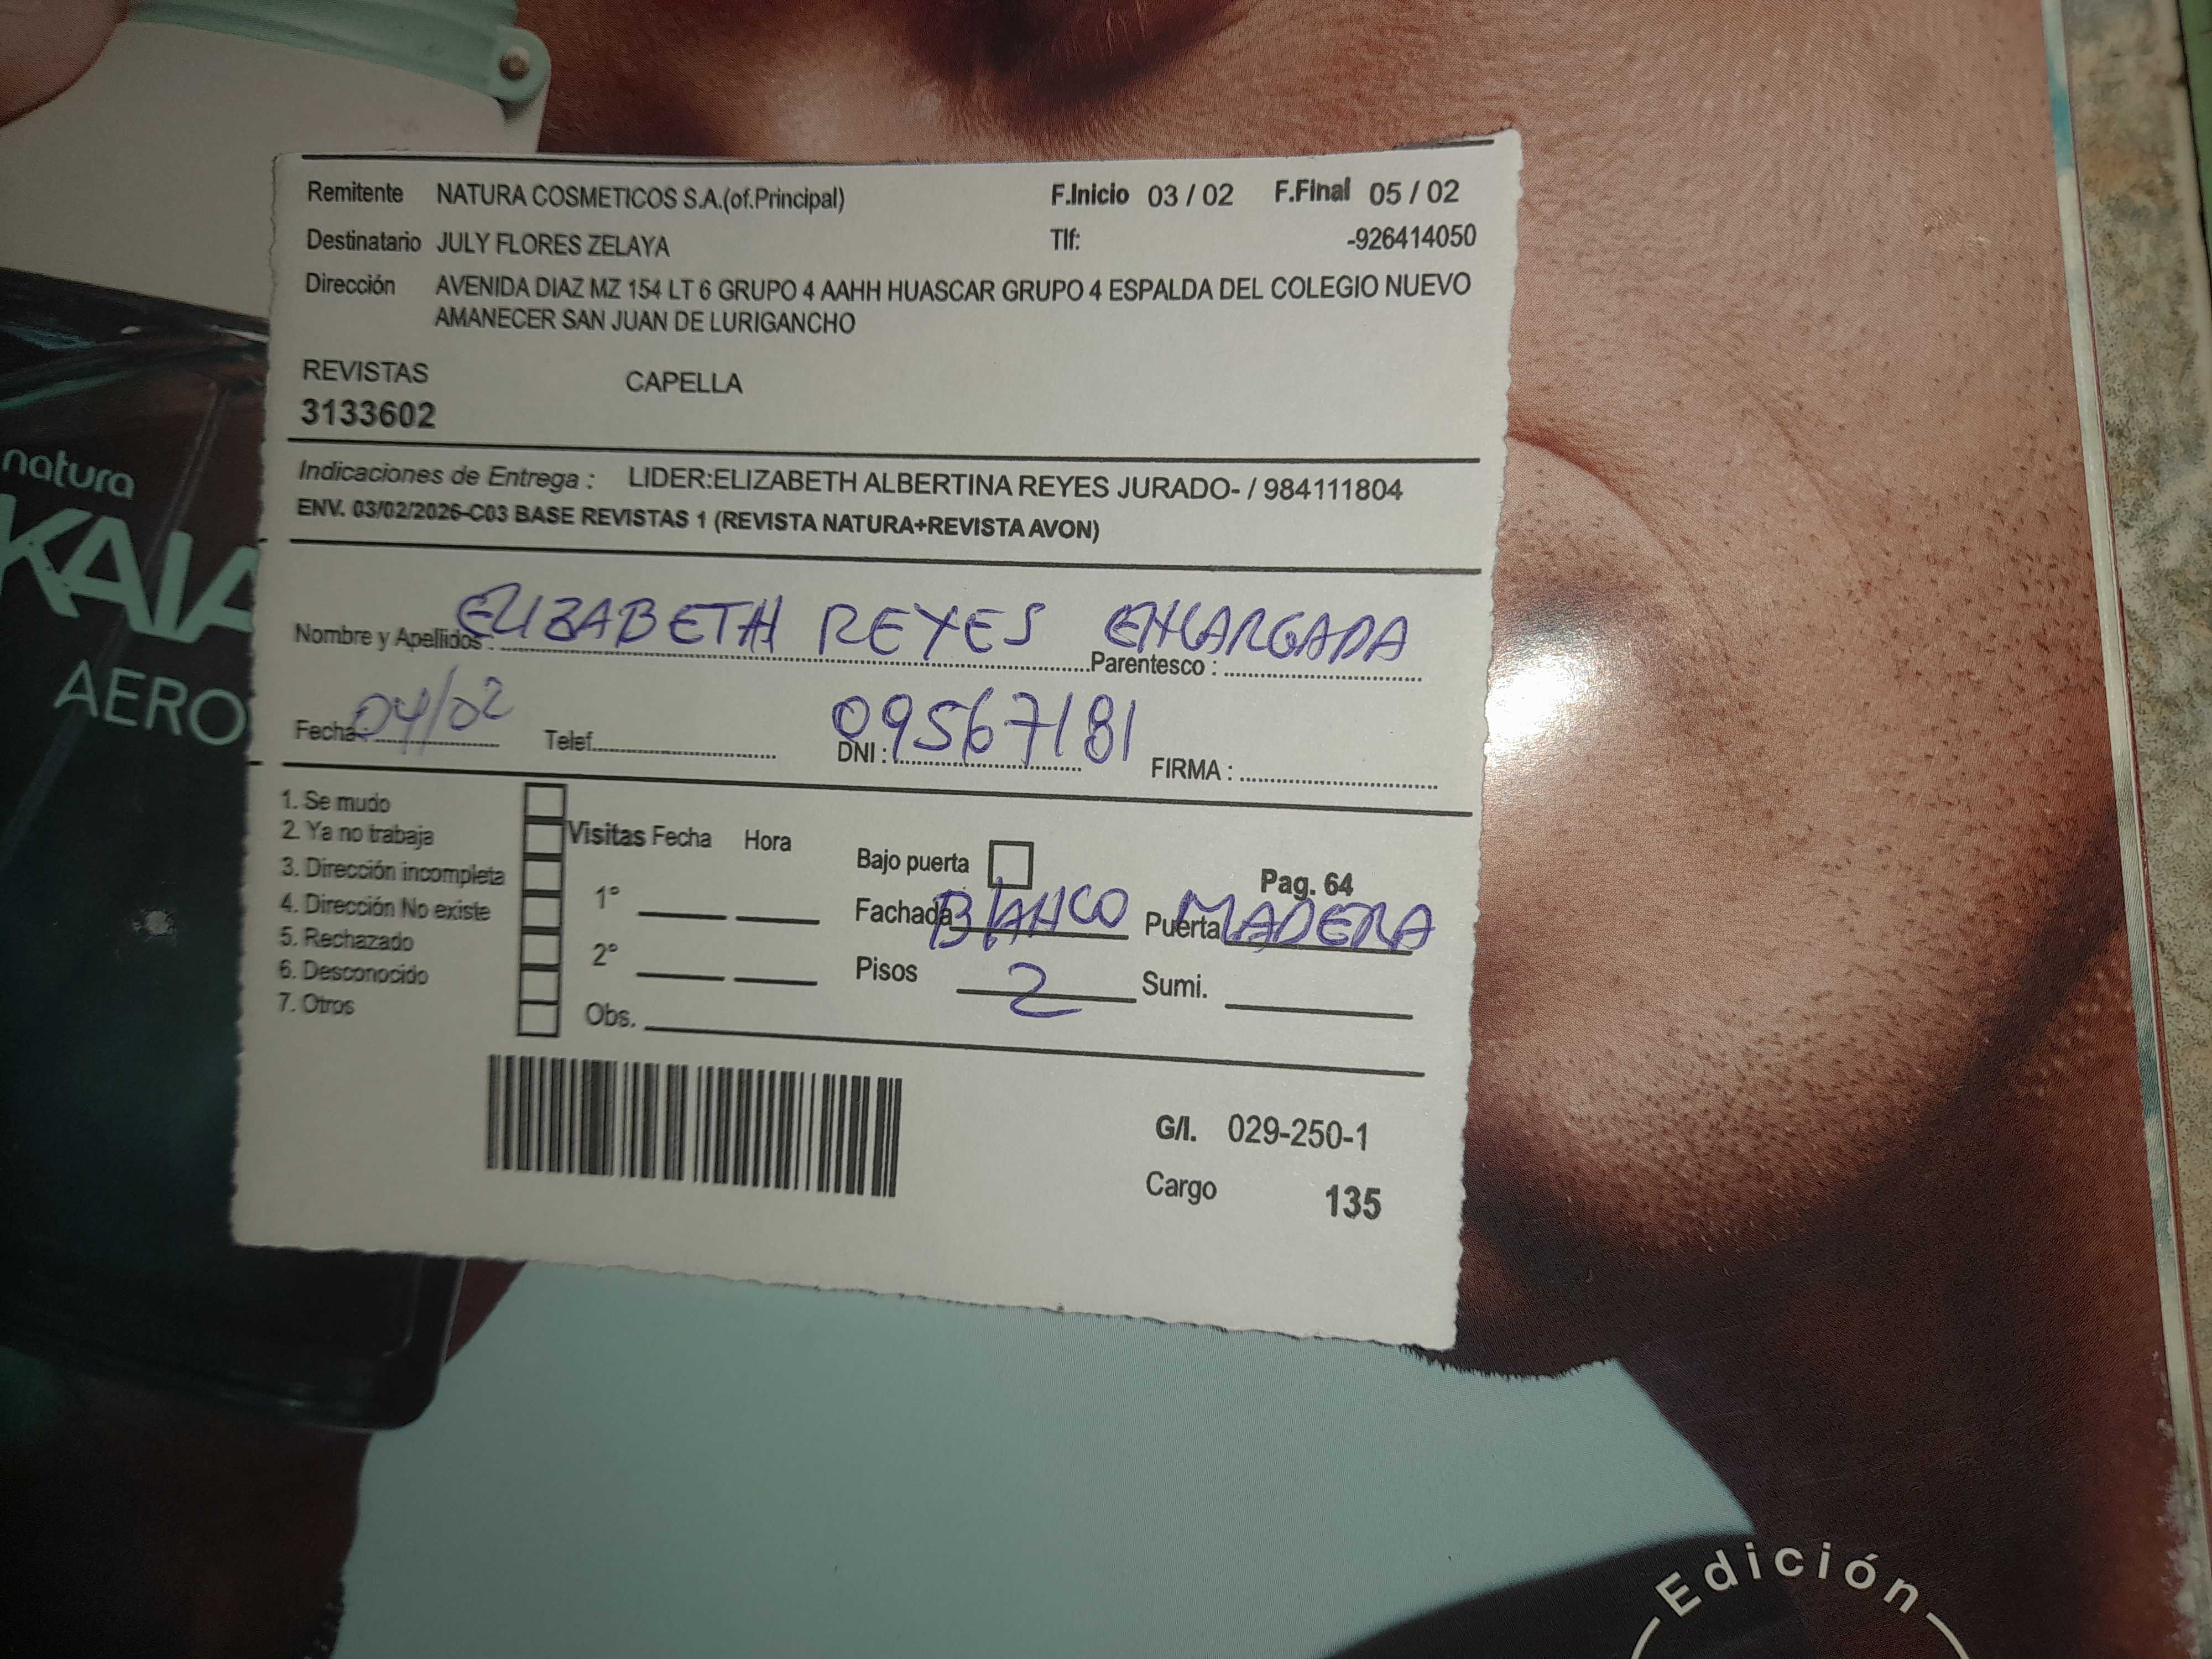 Remitente NATURA COSMETICOS S.A.(of.Principal) F.Inicio 03 / 02 F.Final 05 / 02
Destinatario JULY FLORES ZELAYA Tlf: -926414050
Dirección AVENIDA DIAZ MZ 154 LT 6 GRUPO 4 AAHH HUASCAR GRUPO 4 ESPALDA DEL COLEGIO NUEVO
AMANECER SAN JUAN DE LURIGANCHO
REVISTAS CAPELLA
3133602
Indicaciones de Entrega : LIDER:ELIZABETH ALBERTINA REYES JURADO- / 984111804
ENV. 03/02/2026-C03 BASE REVISTAS 1 (REVISTA NATURA+REVISTA AVON)
Nombre y Apellidos : ELIZABETH REYES Parentesco : ENCARGADA
Fecha 04/02 Telef. DNI : 09567181 FIRMA :
1. Se mudo
2. Ya no trabaja
3. Dirección incompleta
4. Dirección No existe
5. Rechazado
6. Desconocido
7. Otros
Visitas Fecha Hora
1°
2°
Obs.
Bajo puerta Pag. 64
Fachada BLANCO Puerta MADERA
Pisos 2 Sumi.
G/I. 029-250-1
Cargo 135
natura
KAIA
AERO
Edición